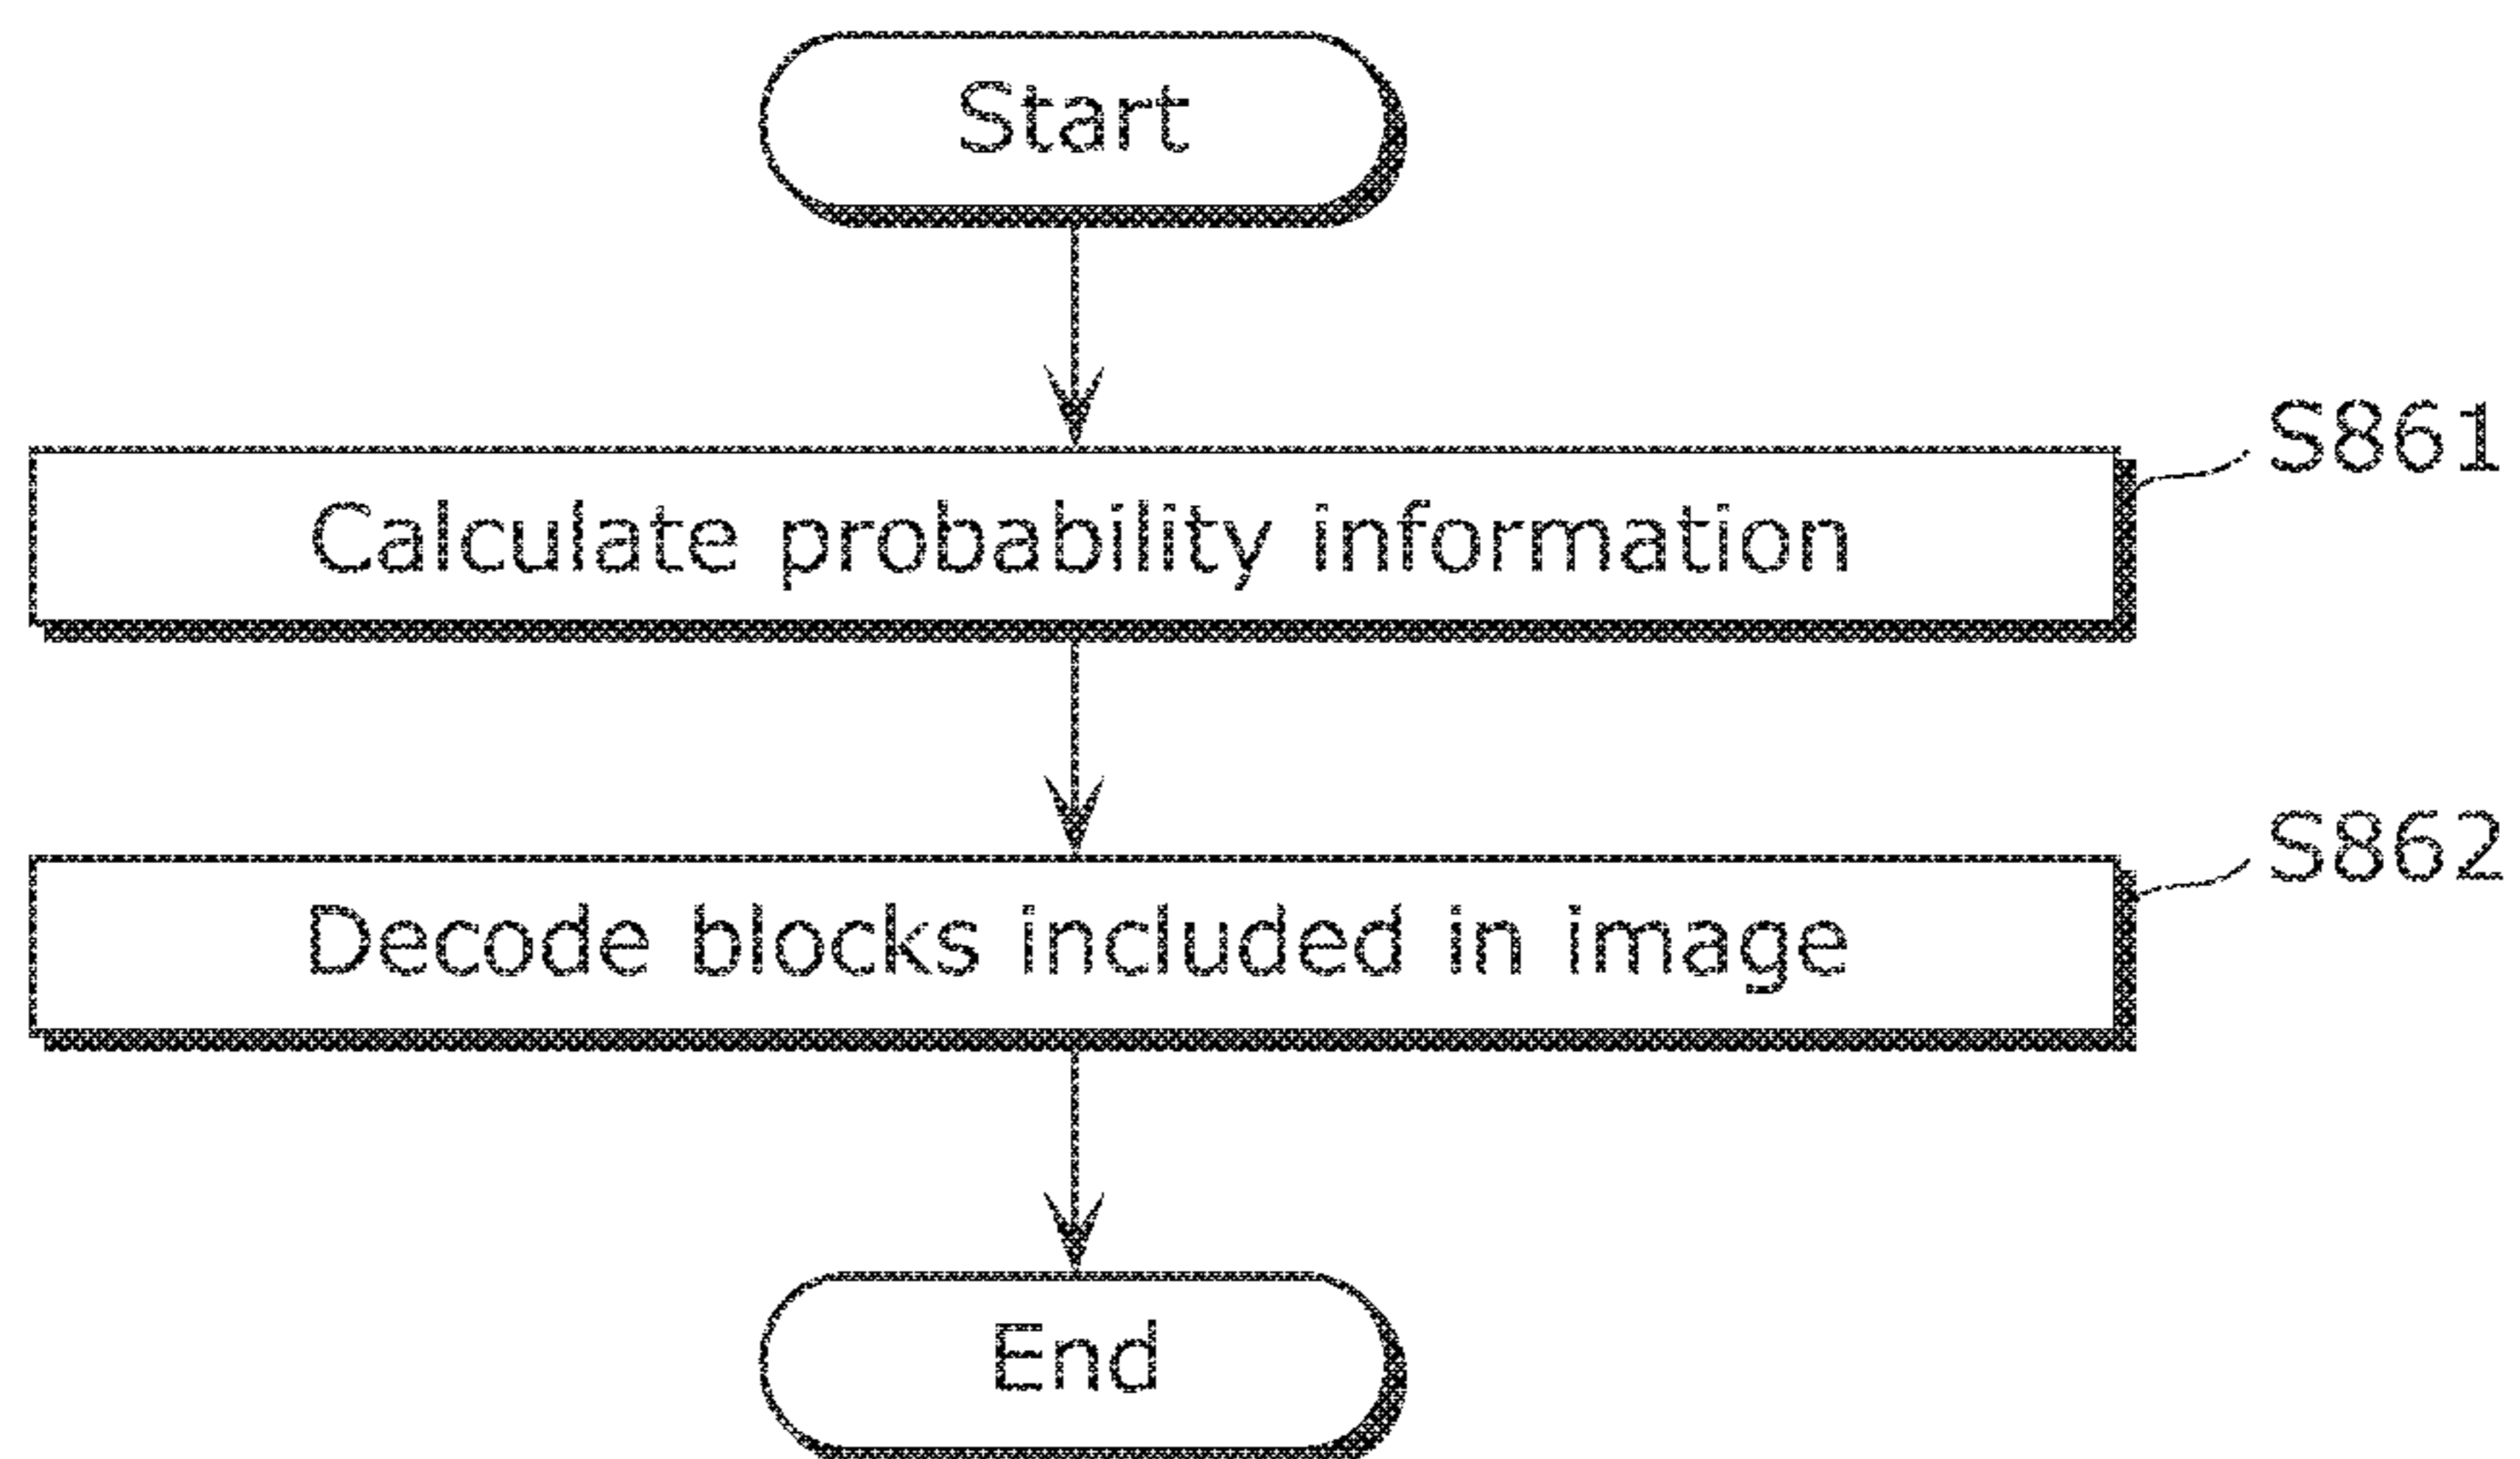 Start
S861
Calculate probability information
S862
Decode blocks included in image
End